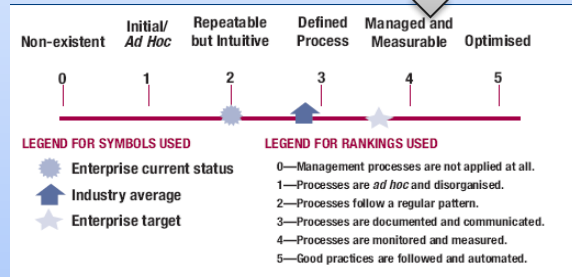 Non-existent
Initial/
Ad Hoc
Repeatable
but Intuitive
Defined
Process
Managed and
Measurable
Optimised
0 1 2 3 4 5
LEGEND FOR SYMBOLS USED
Enterprise current status
Industry average
Enterprise target
LEGEND FOR RANKINGS USED
0—Management processes are not applied at all.
1—Processes are ad hoc and disorganised.
2—Processes follow a regular pattern.
3—Processes are documented and communicated.
4—Processes are monitored and measured.
5—Good practices are followed and automated.